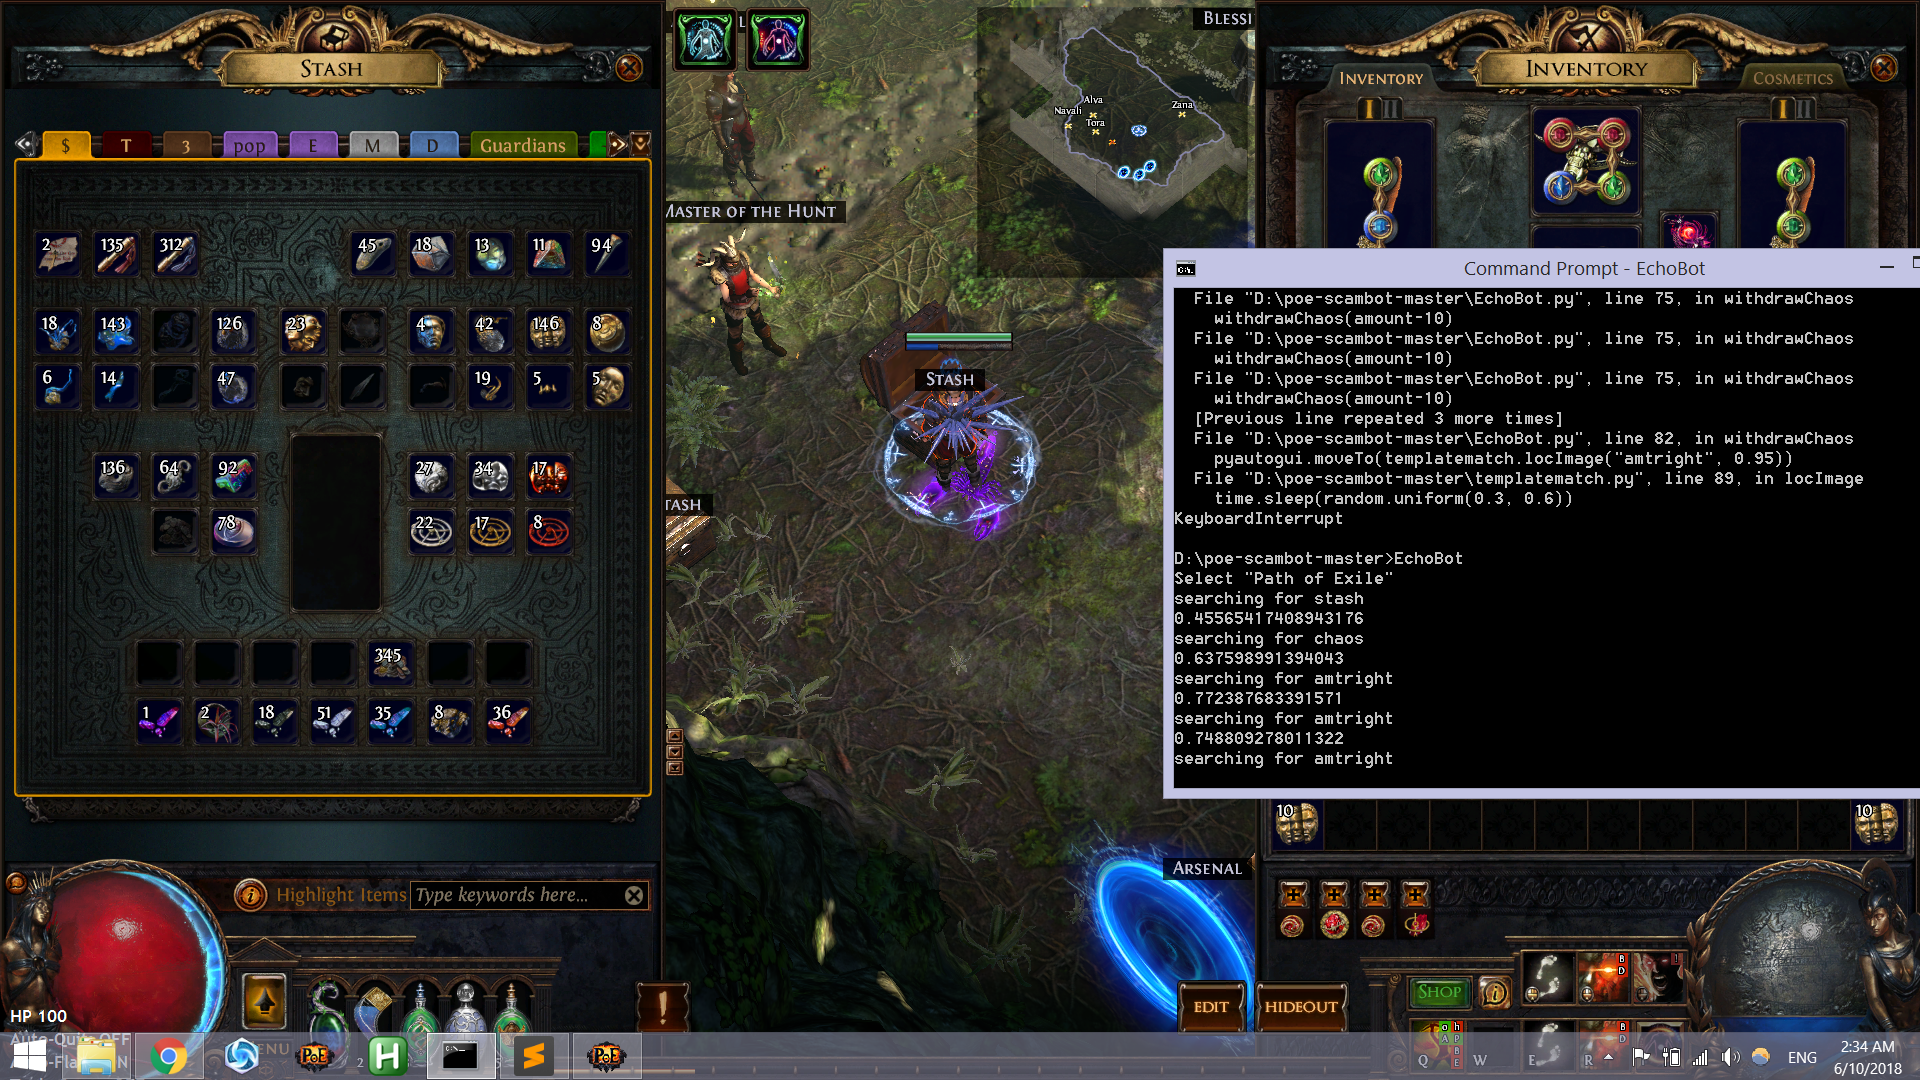 STASH
$ T 3 pop E M D Guardians
2 135 312 45 18 13 11 94
18 143 126 23 4 42 146 8
6 14 47 19 5 5
136 64 92 27 34 17
78 22 17 8
345
1 2 18 51 35 8 36
Highlight Items Type keywords here...
HP 100
MASTER OF THE HUNT
STASH
TASH
ARSENAL
EDIT HIDEOUT
BLESSI
Alva
Navali
Tora
Zana
INVENTORY
INVENTORY COSMETICS
I II I II
Command Prompt - EchoBot
File "D:\poe-scambot-master\EchoBot.py", line 75, in withdrawChaos
withdrawChaos(amount-10)
File "D:\poe-scambot-master\EchoBot.py", line 75, in withdrawChaos
withdrawChaos(amount-10)
File "D:\poe-scambot-master\EchoBot.py", line 75, in withdrawChaos
withdrawChaos(amount-10)
[Previous line repeated 3 more times]
File "D:\poe-scambot-master\EchoBot.py", line 82, in withdrawChaos
pyautogui.moveTo(templatematch.locImage("amtright", 0.95))
File "D:\poe-scambot-master\templatematch.py", line 89, in locImage
time.sleep(random.uniform(0.3, 0.6))
KeyboardInterrupt
D:\poe-scambot-master>EchoBot
Select "Path of Exile"
searching for stash
0.45565417408943176
searching for chaos
0.637598991394043
searching for amtright
0.772387683391571
searching for amtright
0.748809278011322
searching for amtright
10 10
SHOP
Q W E R
ENG
2:34 AM
6/10/2018